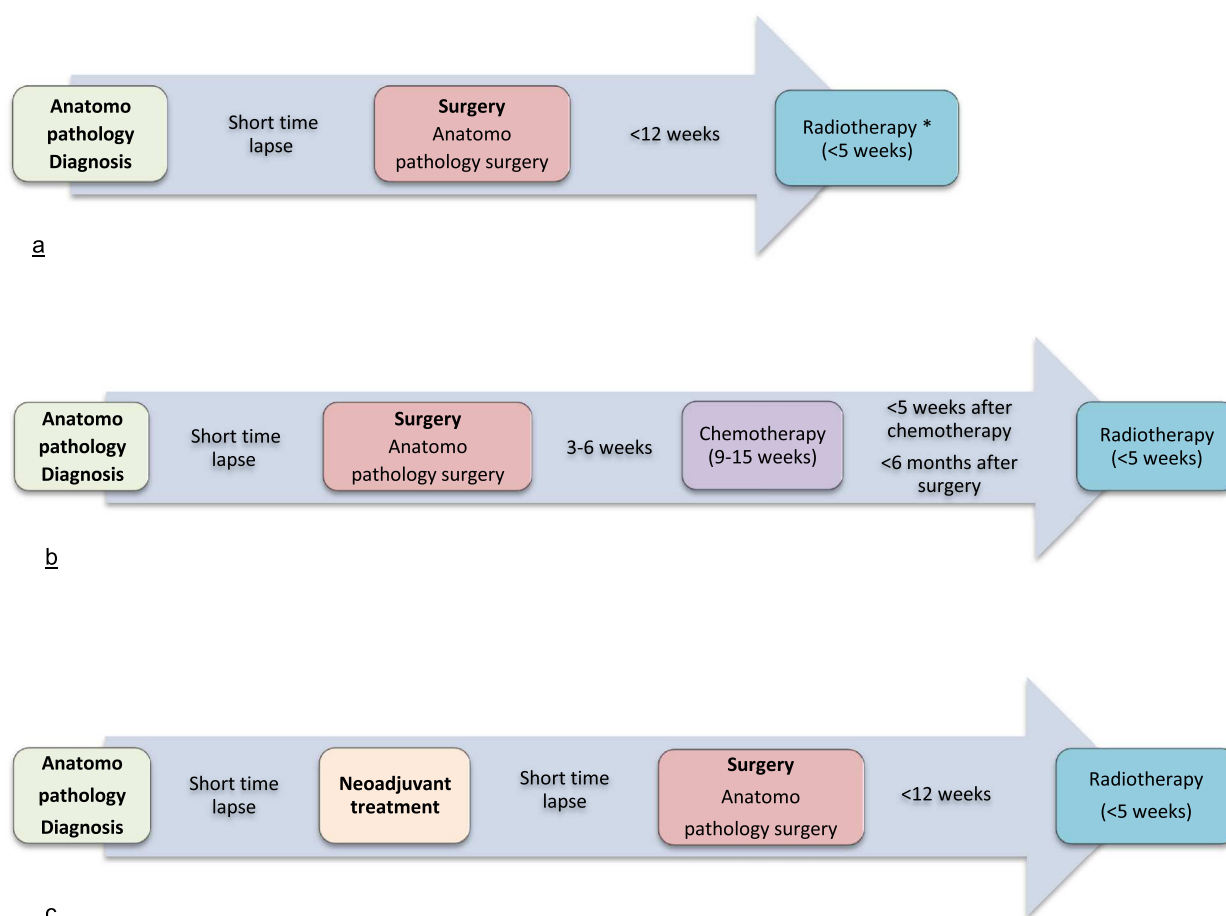 Anatomo
pathology
Diagnosis
Short time
lapse
Surgery
Anatomo
pathology surgery
<12 weeks
Radiotherapy *
(<5 weeks)
a
Anatomo
pathology
Diagnosis
Short time
lapse
Surgery
Anatomo
pathology surgery
3-6 weeks
Chemotherapy
(9-15 weeks)
<5 weeks after
chemotherapy
<6 months after
surgery
Radiotherapy
(<5 weeks)
b
Anatomo
pathology
Diagnosis
Short time
lapse
Neoadjuvant
treatment
Short time
lapse
Surgery
Anatomo
pathology surgery
<12 weeks
Radiotherapy
(<5 weeks)
c